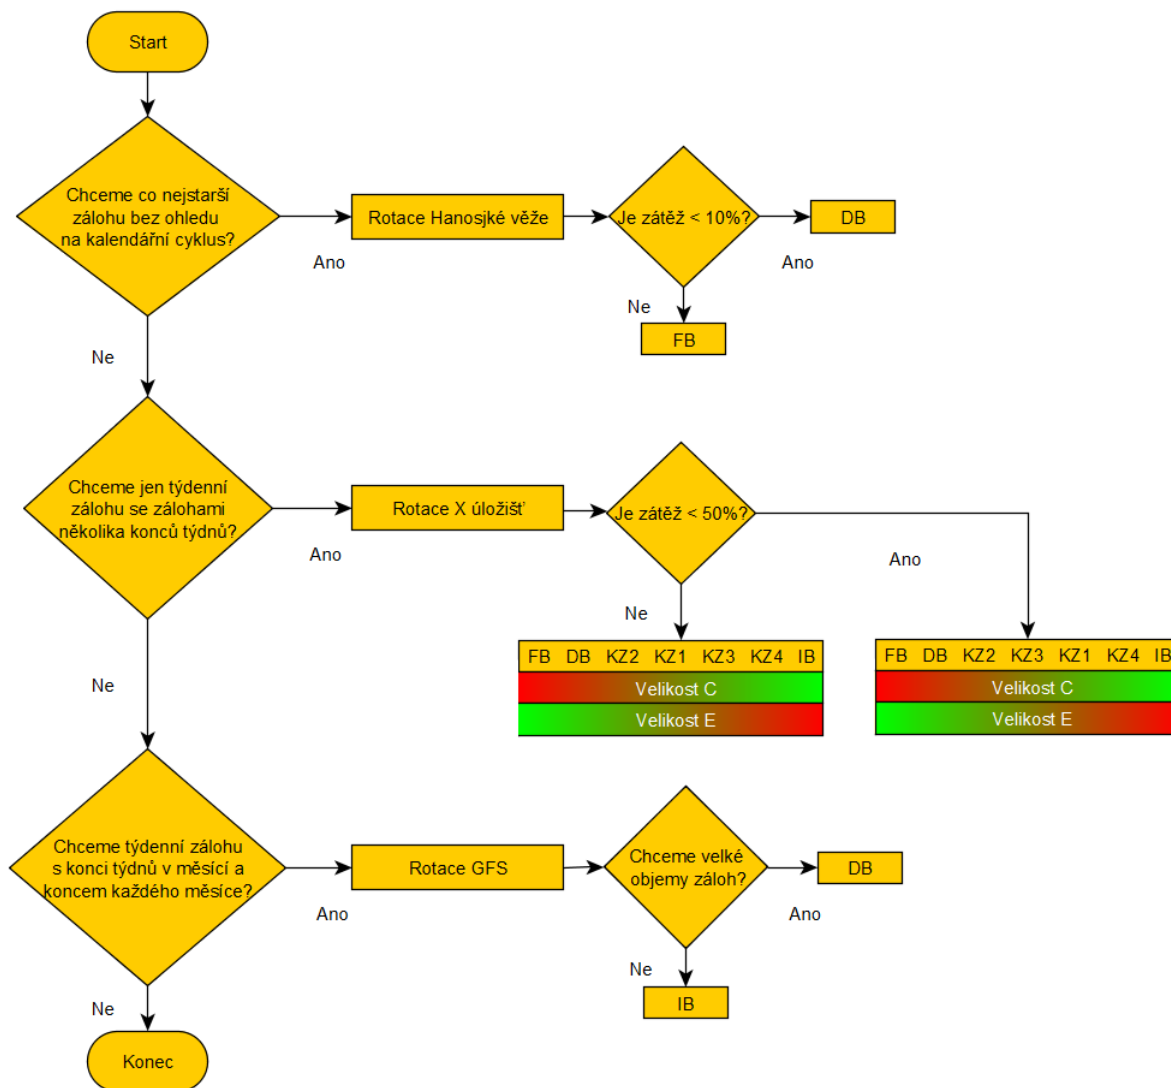 Start
Chceme co nejstarší
zálohu bez ohledu
na kalendářní cyklus?
Ano
Rotace Hanosjké věže
Je zátěž < 10%?
Ano
DB
Ne
FB
Ne
Chceme jen týdenní
zálohu se zálohami
několika konců týdnů?
Ano
Rotace X úložišť
Je zátěž < 50%?
Ano
Ne
FB DB KZ2 KZ1 KZ3 KZ4 IB
Velikost C
Velikost E
FB DB KZ2 KZ3 KZ1 KZ4 IB
Velikost C
Velikost E
Ne
Chceme týdenní zálohu
s konci týdnů v měsící a
koncem každého měsíce?
Ano
Rotace GFS
Chceme velké
objemy záloh?
Ano
DB
Ne
IB
Ne
Konec